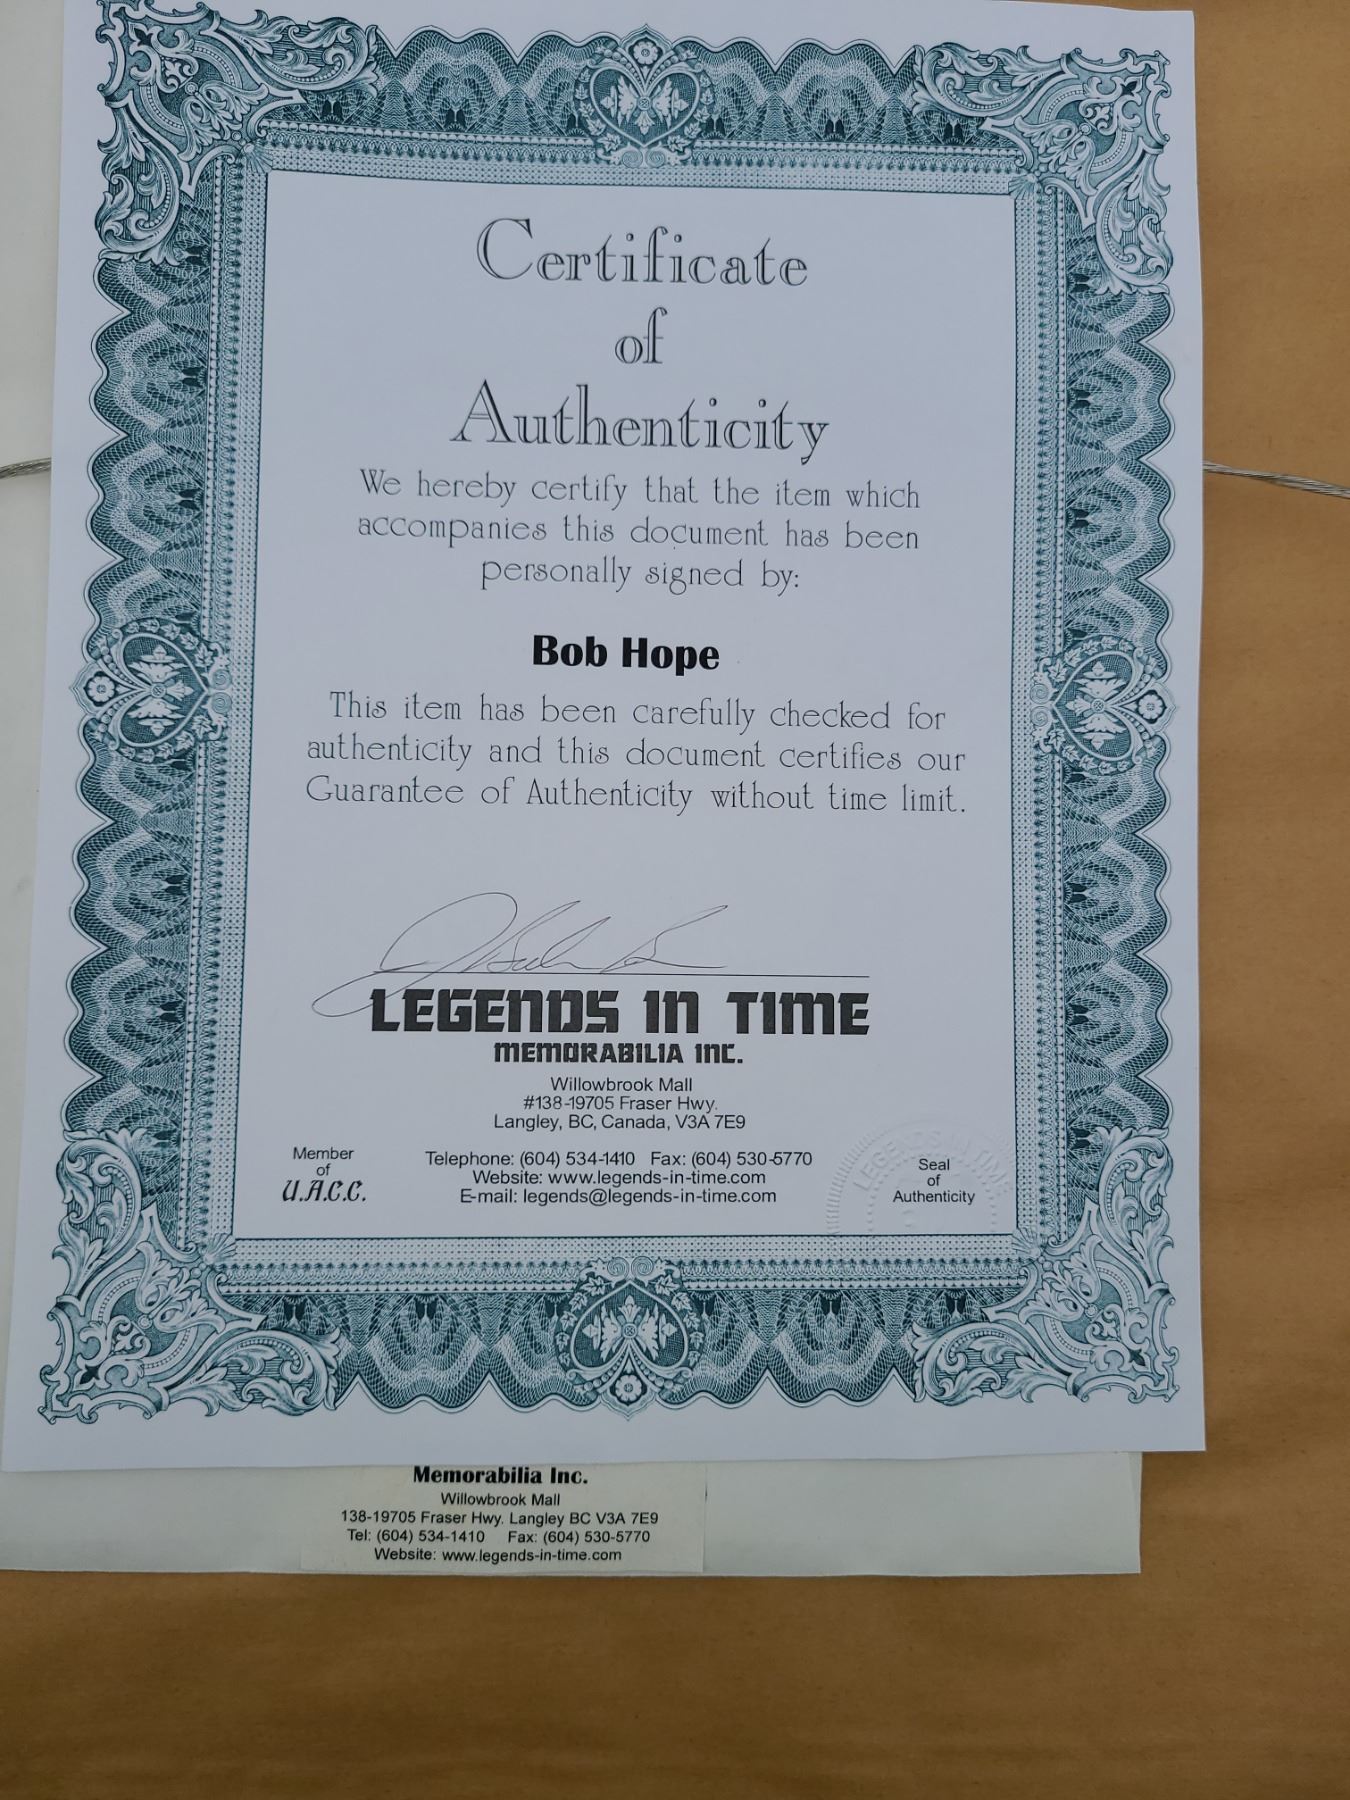 Certificate
of
Authenticity
We hereby certify that the item which
accompanies this document has been
personally signed by:
Bob Hope
This item has been carefully checked for
authenticity and this document certifies our
Guarantee of Authenticity without time limit.
LEGENDS IN TIME
MEMORABILIA INC.
Willowbrook Mall
#138-19705 Fraser Hwy.
Langley, BC, Canada, V3A 7E9
Member
of
U.A.C.C.
Telephone: (604) 534-1410 Fax: (604) 530-5770
Website: www.legends-in-time.com
E-mail: legends@legends-in-time.com
LEGENDS IN TIME
Seal
of
Authenticity
Memorabilia Inc.
Willowbrook Mall
138-19705 Fraser Hwy. Langley BC V3A 7E9
Tel: (604) 534-1410 Fax: (604) 530-5770
Website: www.legends-in-time.com